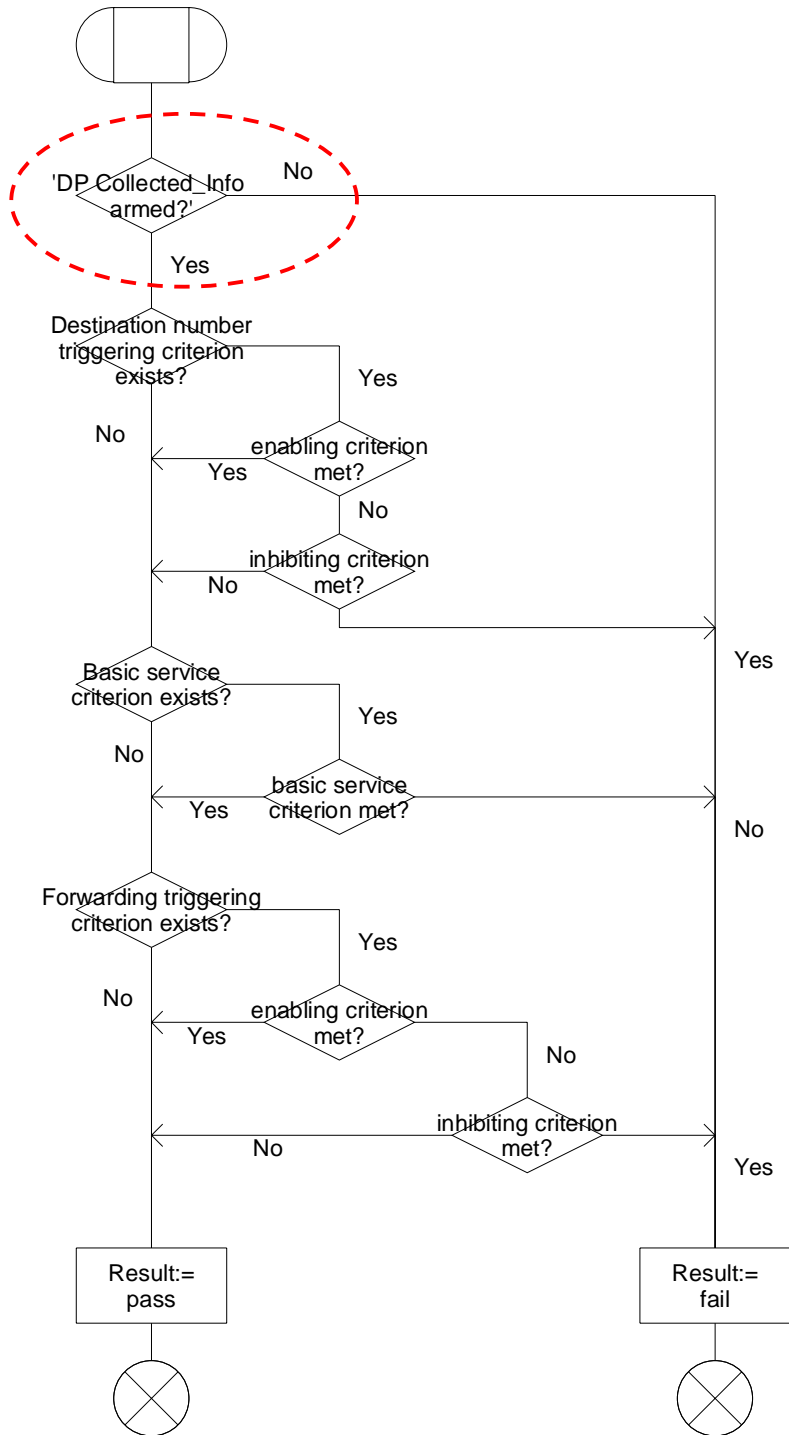 'DP Collected_Info
armed?'
No
Yes
Destination number
triggering criterion
exists?
Yes
No
enabling criterion
met?
Yes
No
inhibiting criterion
met?
No
Yes
Basic service
criterion exists?
Yes
No
basic service
criterion met?
Yes
No
Forwarding triggering
criterion exists?
Yes
No
enabling criterion
met?
Yes
No
inhibiting criterion
met?
No
Yes
Result:=
pass
Result:=
fail